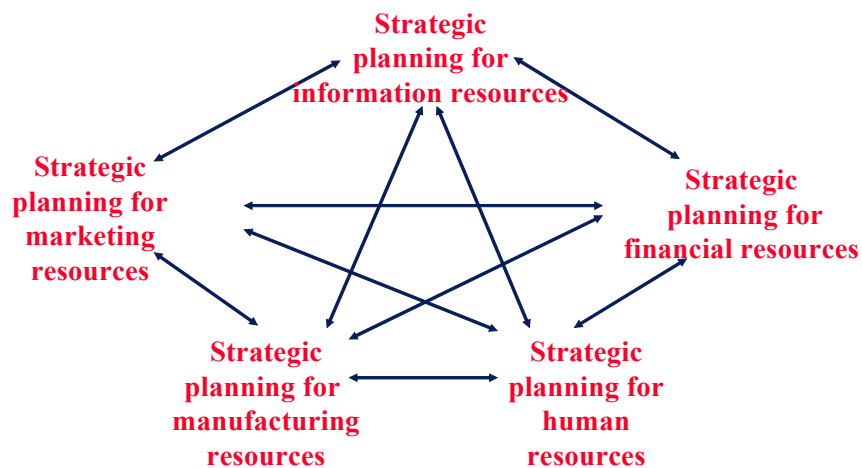 Strategic
planning for
information resources
Strategic
planning for
marketing
resources
Strategic
planning for
financial resources
Strategic
planning for
manufacturing
resources
Strategic
planning for
human
resources